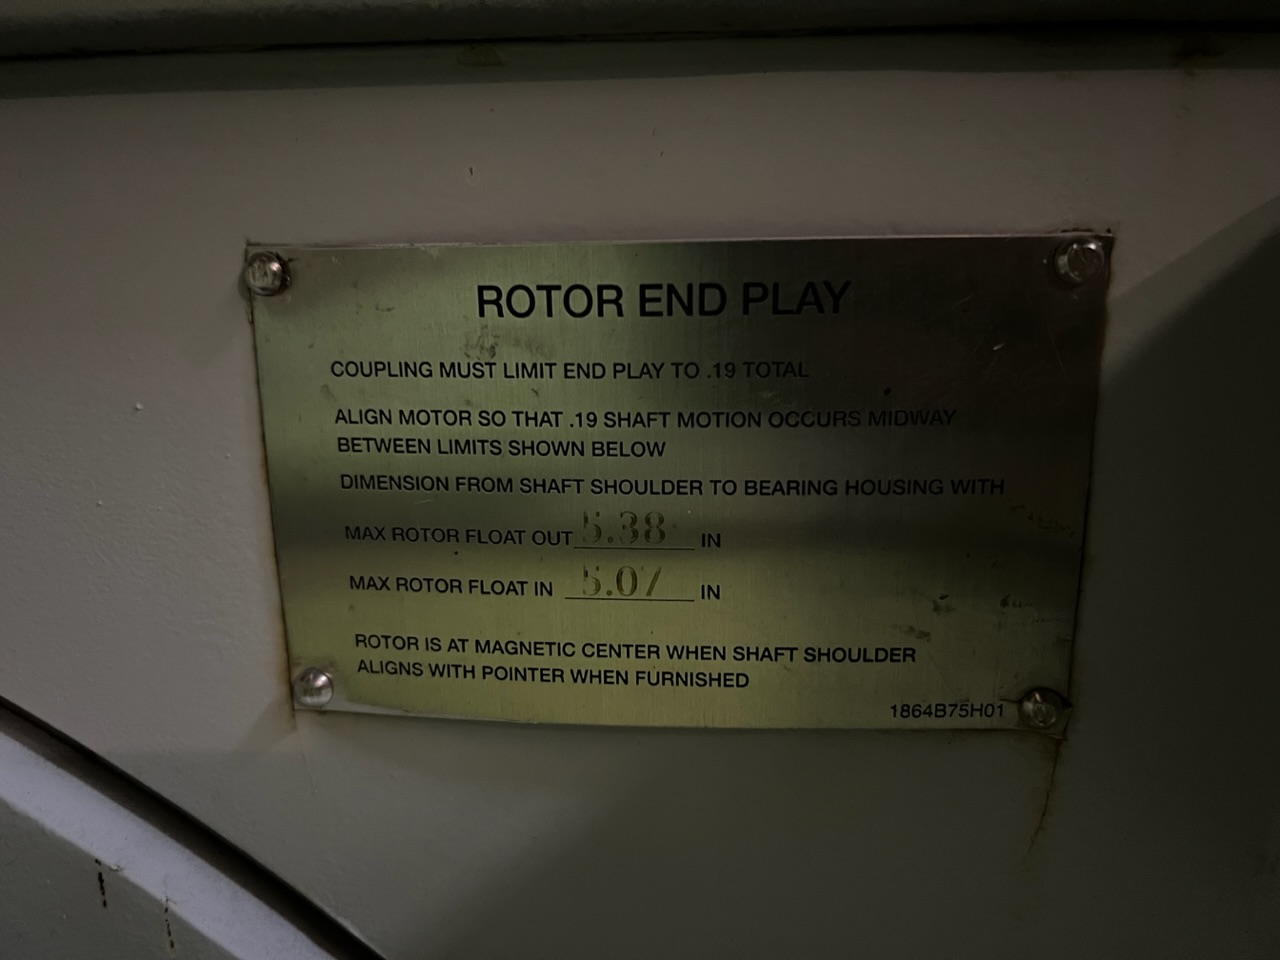 ROTOR END PLAY
COUPLING MUST LIMIT END PLAY TO .19 TOTAL
ALIGN MOTOR SO THAT .19 SHAFT MOTION OCCURS MIDWAY
BETWEEN LIMITS SHOWN BELOW
DIMENSION FROM SHAFT SHOULDER TO BEARING HOUSING WITH
MAX ROTOR FLOAT OUT 5.38 IN
MAX ROTOR FLOAT IN 5.07 IN
ROTOR IS AT MAGNETIC CENTER WHEN SHAFT SHOULDER
ALIGNS WITH POINTER WHEN FURNISHED
1864B75H01